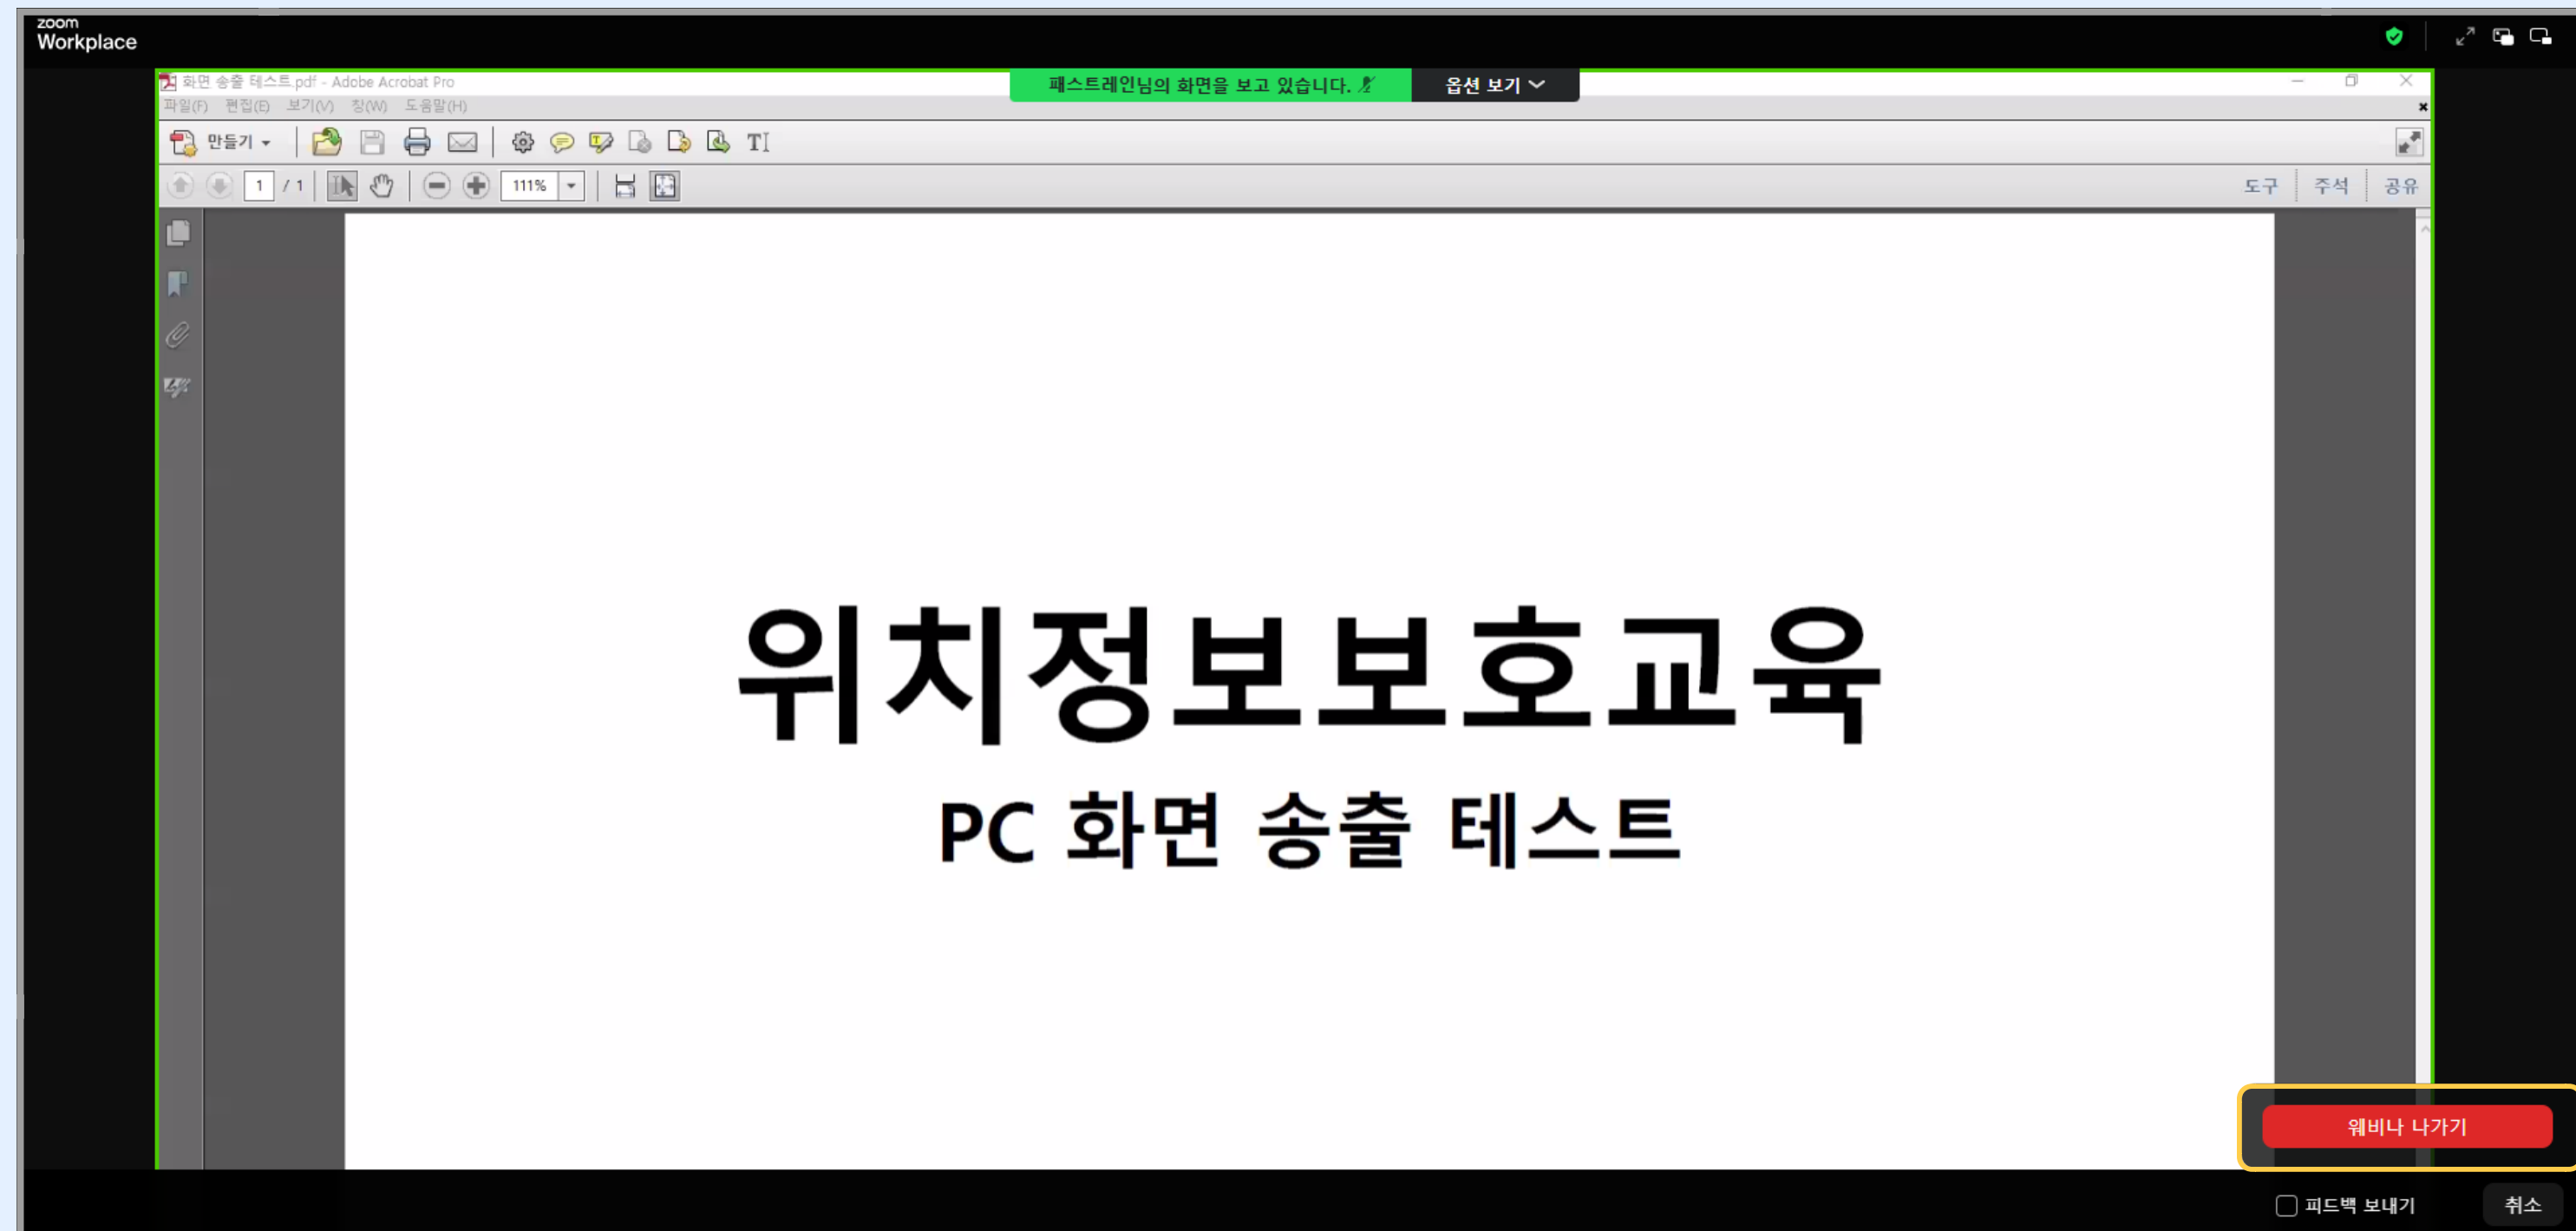 zoom
Workplace
화면 송출 테스트.pdf - Adobe Acrobat Pro
패스트레인님의 화면을 보고 있습니다.
옵션 보기
파일(F) 편집(E) 보기(V) 창(W) 도움말(H)
만들기
1 / 1
111%
도구 주석 공유
위치정보보호교육
PC 화면 송출 테스트
웨비나 나가기
피드백 보내기
취소